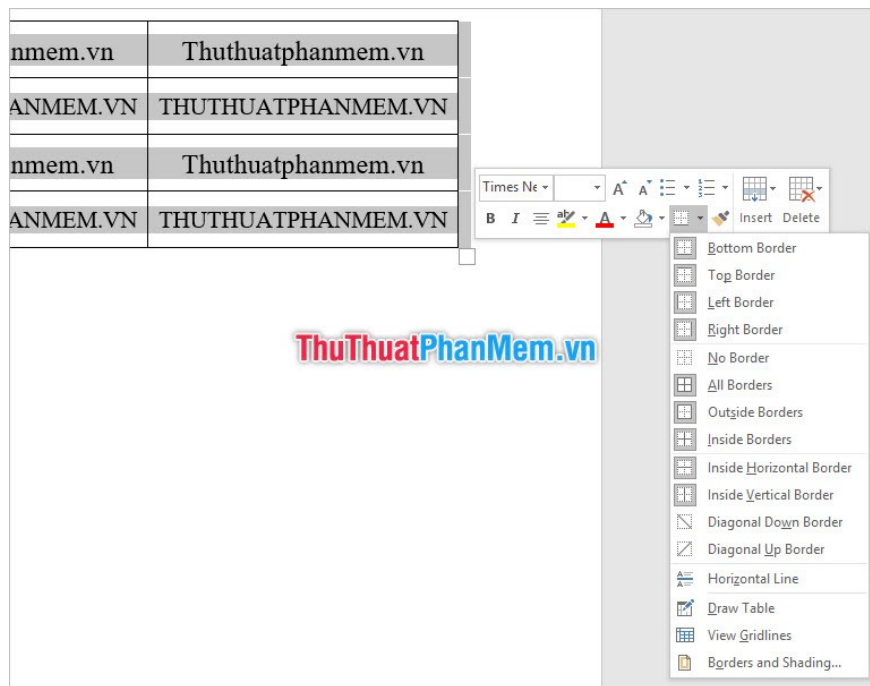 nmem.vn Thuthuatphanmem.vn
ANMEM.VN THUTHUATPHANMEM.VN
nmem.vn Thuthuatphanmem.vn
ANMEM.VN THUTHUATPHANMEM.VN
Times Ne
B I A Insert Delete
Bottom Border
Top Border
Left Border
Right Border
No Border
All Borders
Outside Borders
Inside Borders
Inside Horizontal Border
Inside Vertical Border
Diagonal Down Border
Diagonal Up Border
Horizontal Line
Draw Table
View Gridlines
Borders and Shading...
ThuThuatPhanMem.vn